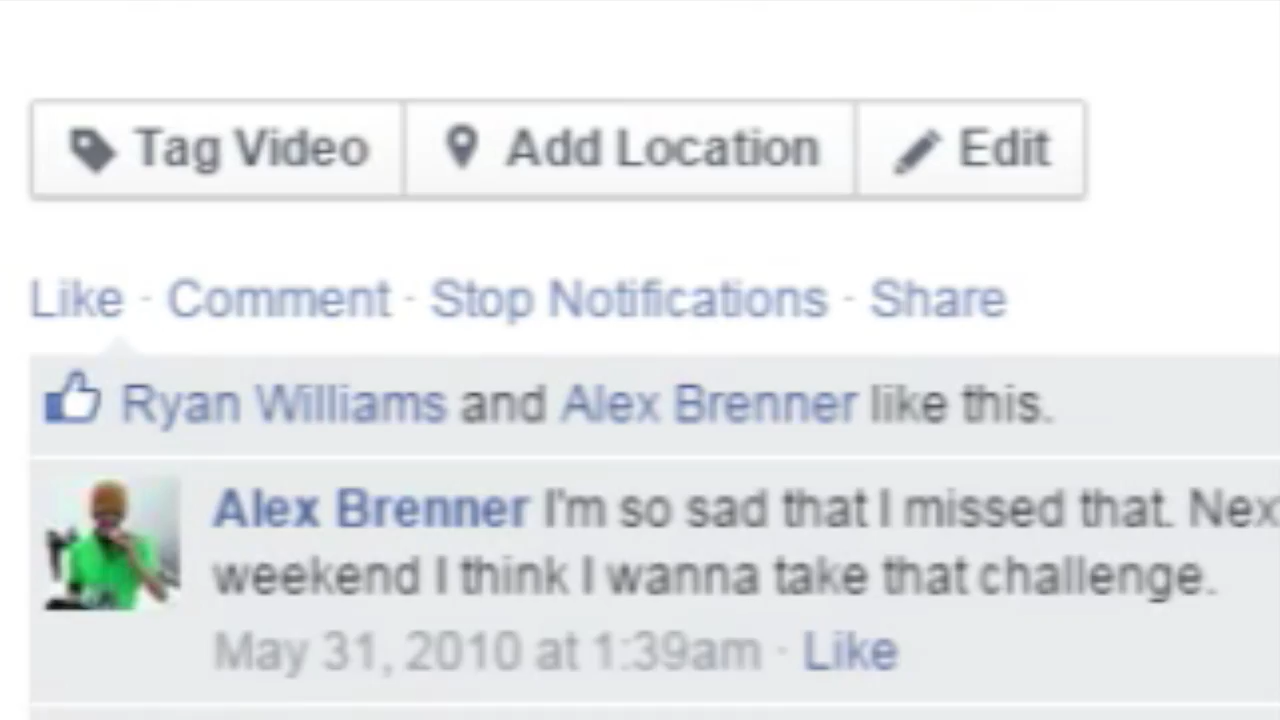 Tag Video Add Location Edit
Like · Comment · Stop Notifications · Share
Ryan Williams and Alex Brenner like this.
Alex Brenner I'm so sad that I missed that. Nex
weekend I think I wanna take that challenge.
May 31, 2010 at 1:39am · Like